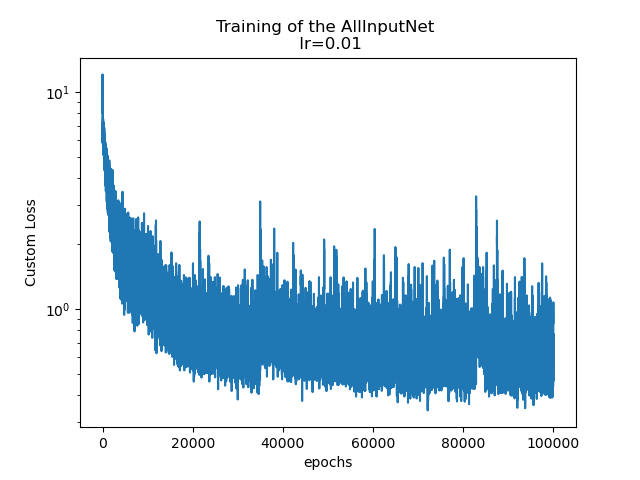 Training of the AllInputNet
lr=0.01
10¹
10⁰
Custom Loss
0 20000 40000 60000 80000 100000
epochs